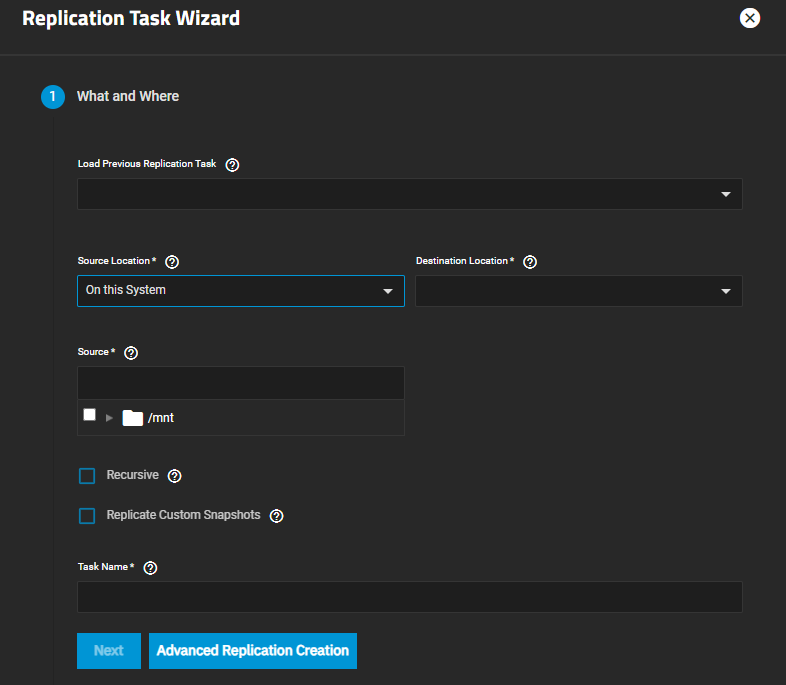 Replication Task Wizard
1 What and Where
Load Previous Replication Task ?
Source Location * ? Destination Location * ?
On this System
Source * ?
/mnt
Recursive ?
Replicate Custom Snapshots ?
Task Name * ?
Next Advanced Replication Creation